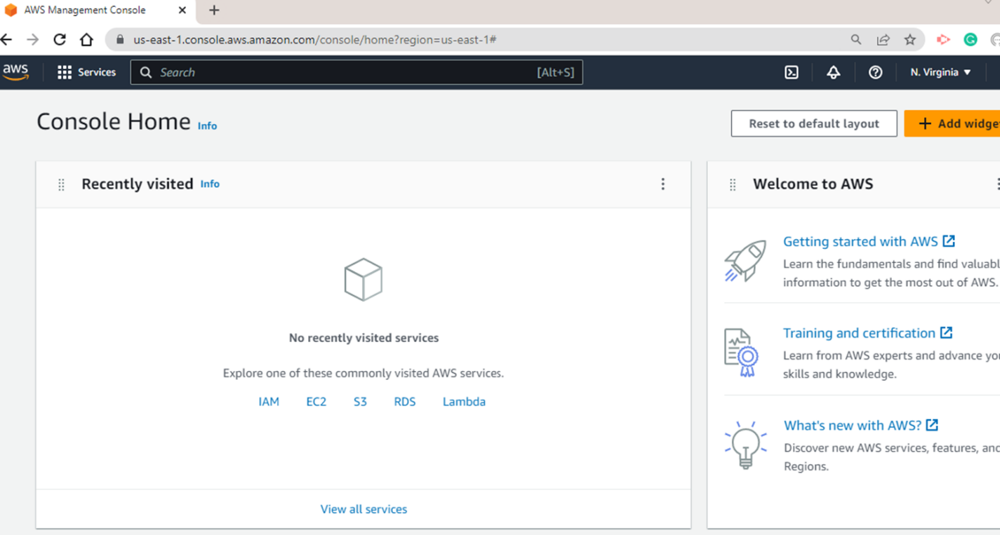 AWS Management Console
us-east-1.console.aws.amazon.com/console/home?region=us-east-1#
aws Services Search [Alt+S] N. Virginia
Console Home Info Reset to default layout + Add widge
Recently visited Info
No recently visited services
Explore one of these commonly visited AWS services.
IAM EC2 S3 RDS Lambda
View all services
Welcome to AWS
Getting started with AWS
Learn the fundamentals and find valuabl
information to get the most out of AWS.
Training and certification
Learn from AWS experts and advance yo
skills and knowledge.
What's new with AWS?
Discover new AWS services, features, and
Regions.